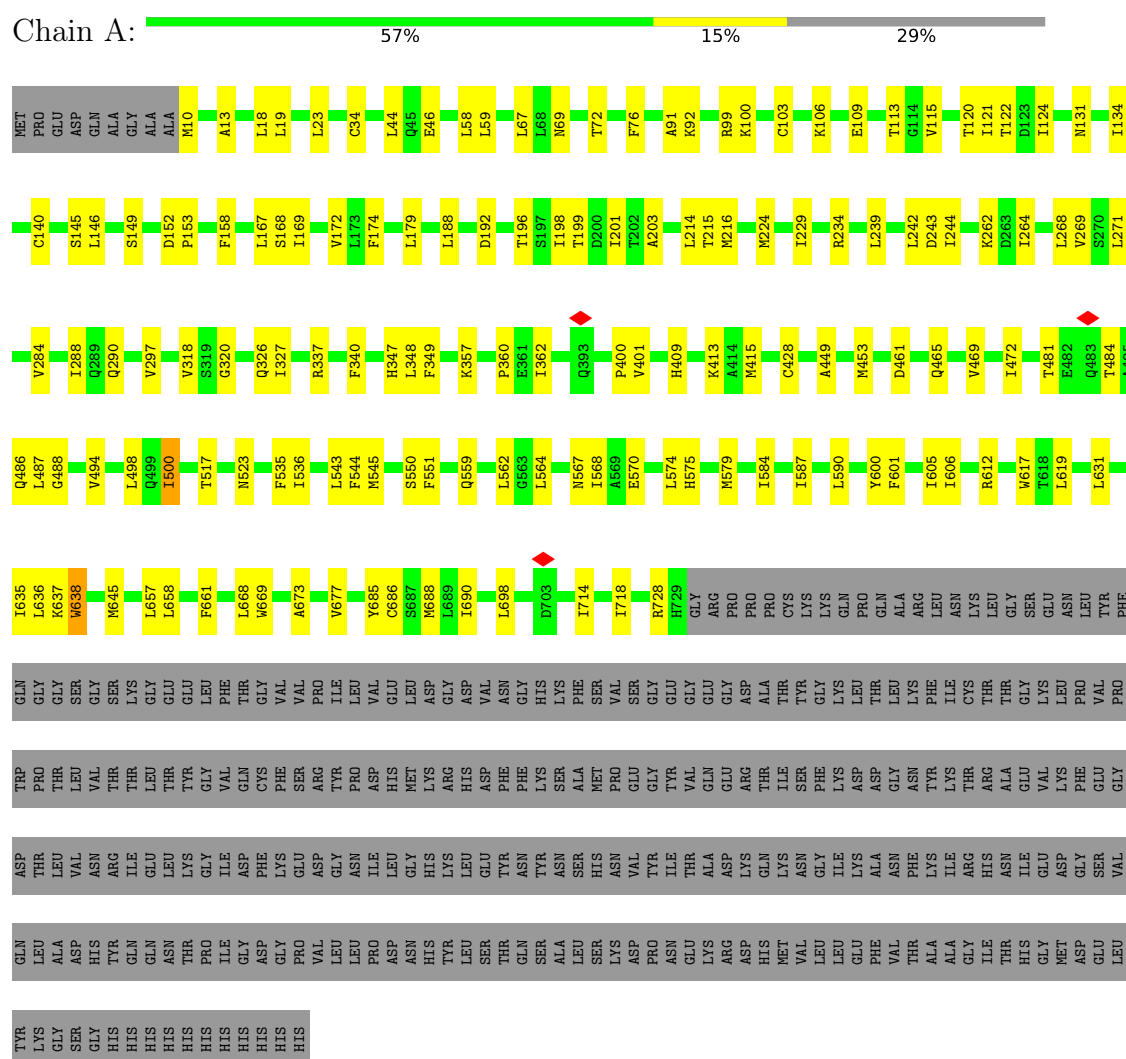 Chain A:
57% 15% 29%
MET PRO GLU ASP GLN ALA GLY ALA ALA M10 A13 L18 L19 L23 C34 L44 Q45 E46 L58 L59 L67 L68 N69 T72 F76 A91 K92 R99 K100 C103 K106 E109 T113 G114 V115 T120 I121 T122 D123 I124 N131 I134
C140 S145 L146 S149 D152 P153 F158 L167 S168 I169 V172 L173 F174 L179 L188 D192 T196 S197 I198 T199 D200 I201 T202 A203 L214 T215 M216 M224 I229 R234 L239 L242 D243 I244 K262 D263 I264 L268 V269 S270 L271
V284 I288 Q289 Q290 V297 V318 S319 G320 Q326 I327 R337 F340 H347 L348 F349 K357 P360 E361 I362 Q393 P400 V401 H409 K413 A414 M415 C428 A449 M453 D461 Q465 V469 I472 T481 E482 Q483 T484
Q486 L487 G488 V494 L498 Q499 I500 T517 N523 F535 I536 L543 F544 M545 S550 F551 Q559 L562 G563 L564 N567 I568 A569 E570 L574 H575 M579 I584 I587 L590 Y600 F601 I605 I606 R612 W617 T618 L619 L631
I635 L636 K637 W638 M645 L657 L658 F661 L668 W669 A673 V677 Y685 C686 S687 M688 L689 I690 L698 D703 I714 I718 R728 H729 GLY ARG PRO PRO PRO CYS LYS LYS GLN PRO GLN ALA ARG LEU ASN LYS LEU GLY SER GLU ASN LEU TYR PHE
GLN GLY GLY SER GLY SER LYS GLY GLU GLU LEU PHE THR GLY VAL VAL PRO ILE LEU VAL GLU LEU ASP GLY ASP VAL ASN GLY HIS LYS PHE SER VAL SER GLY GLU GLY GLU GLY ASP ALA THR TYR GLY LYS LEU THR LEU LYS PHE ILE CYS THR THR GLY LYS LEU PRO VAL PRO
TRP PRO THR LEU VAL THR THR LEU THR TYR GLY VAL GLN CYS PHE SER ARG TYR PRO ASP HIS MET LYS ARG HIS ASP PHE PHE LYS SER ALA MET PRO GLU GLY TYR VAL GLN GLU ARG THR ILE SER PHE LYS ASP ASP GLY ASN TYR LYS THR ARG ALA GLU VAL LYS PHE GLU GLY
ASP THR LEU VAL ASN ARG ILE GLU LEU LYS GLY ILE ASP PHE LYS GLU ASP GLY ASN ILE LEU GLY HIS LYS LEU GLU TYR ASN TYR ASN SER HIS ASN VAL TYR ILE THR ALA ASP LYS GLN LYS ASN GLY ILE LYS ALA ASN PHE LYS ILE ARG HIS ASN ILE GLU ASP GLY SER VAL
GLN LEU ALA ASP HIS TYR GLN GLN ASN THR PRO ILE GLY ASP GLY PRO VAL LEU LEU PRO ASP ASN HIS TYR LEU SER THR GLN SER ALA LEU SER LYS ASP PRO ASN GLU LYS ARG ASP HIS MET VAL LEU LEU GLU PHE VAL THR ALA ALA GLY ILE THR HIS GLY MET ASP GLU LEU
TYR LYS GLY SER GLY HIS HIS HIS HIS HIS HIS HIS HIS HIS HIS